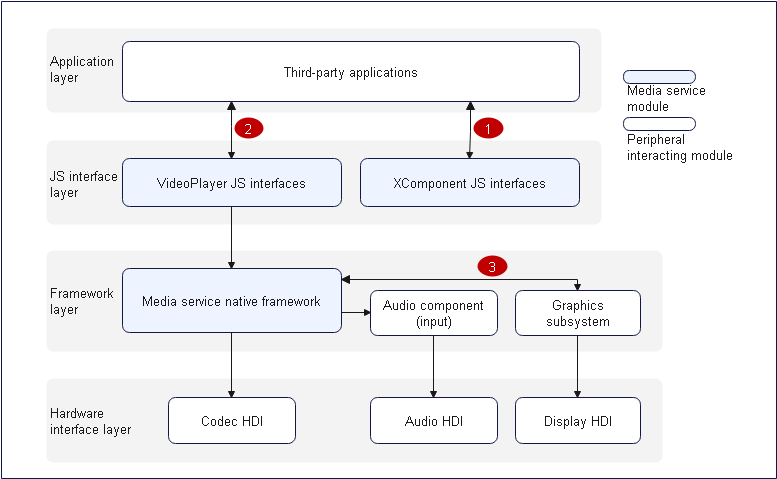 Application
layer
Third-party applications
Media service
module
Peripheral
interacting module
2
1
JS interface
layer
VideoPlayer JS interfaces
XComponent JS interfaces
3
Framework
layer
Media service native framework
Audio component
(input)
Graphics
subsystem
Hardware
interface layer
Codec HDI
Audio HDI
Display HDI